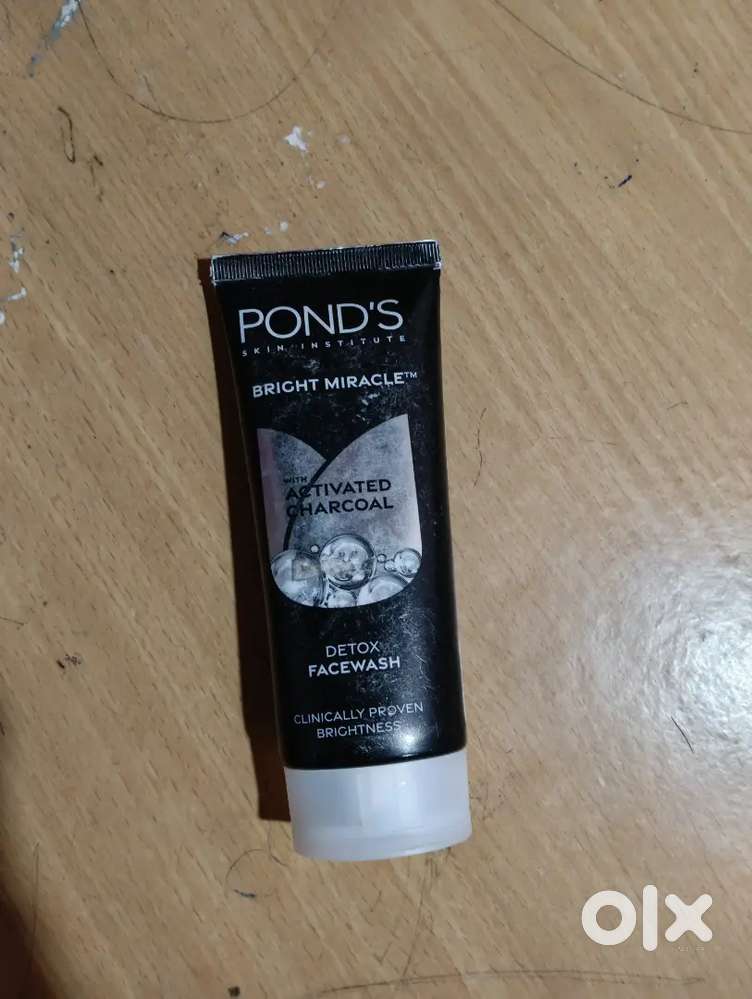 POND'S
SKIN INSTITUTE
BRIGHT MIRACLE™
WITH
ACTIVATED
CHARCOAL
DETOX
FACEWASH
CLINICALLY PROVEN
BRIGHTNESS
olx